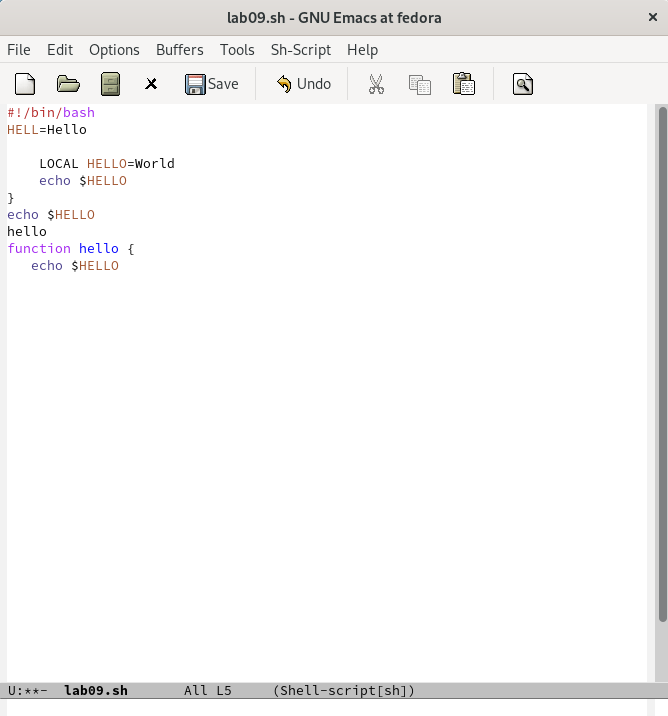 lab09.sh - GNU Emacs at fedora
File Edit Options Buffers Tools Sh-Script Help
Save Undo
#!/bin/bash
HELL=Hello
    LOCAL HELLO=World
    echo $HELLO
}
echo $HELLO
hello
function hello {
   echo $HELLO
U:**- lab09.sh All L5 (Shell-script[sh])